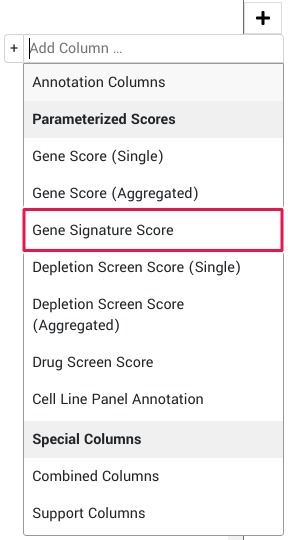 +
+ Add Column ...
Annotation Columns
Parameterized Scores
Gene Score (Single)
Gene Score (Aggregated)
Gene Signature Score
Depletion Screen Score (Single)
Depletion Screen Score
(Aggregated)
Drug Screen Score
Cell Line Panel Annotation
Special Columns
Combined Columns
Support Columns